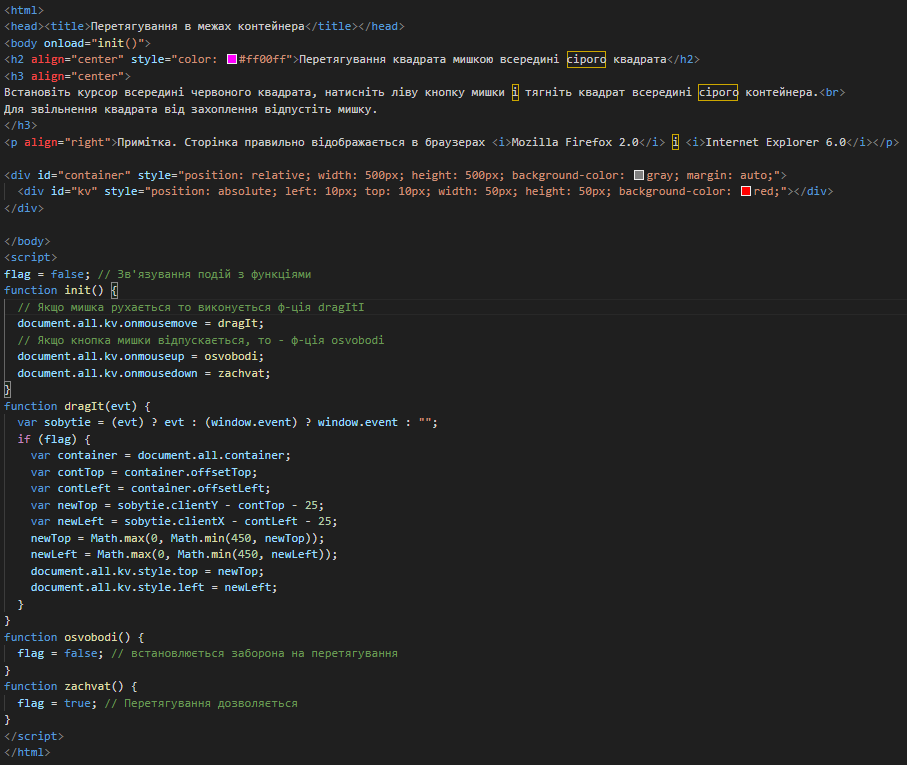 <html>
<head><title>Перетягування в межах контейнера</title></head>
<body onload="init()">
<h2 align="center" style="color: #ff00ff">Перетягування квадрата мишкою всередині сірого квадрата</h2>
<h3 align="center">
Встановіть курсор всередині червоного квадрата, натисніть ліву кнопку мишки і тягніть квадрат всередині сірого контейнера.<br>
Для звільнення квадрата від захоплення відпустіть мишку.
</h3>
<p align="right">Примітка. Сторінка правильно відображається в браузерах <i>Mozilla Firefox 2.0</i> і <i>Internet Explorer 6.0</i></p>

<div id="container" style="position: relative; width: 500px; height: 500px; background-color: gray; margin: auto;">
  <div id="kv" style="position: absolute; left: 10px; top: 10px; width: 50px; height: 50px; background-color: red;"></div>
</div>

</body>
<script>
flag = false; // Зв'язування подій з функціями
function init() {
  // Якщо мишка рухається то виконується ф-ція dragItI
  document.all.kv.onmousemove = dragIt;
  // Якщо кнопка мишки відпускається, то - ф-ція osvobodi
  document.all.kv.onmouseup = osvobodi;
  document.all.kv.onmousedown = zachvat;
}
function dragIt(evt) {
  var sobytie = (evt) ? evt : (window.event) ? window.event : "";
  if (flag) {
    var container = document.all.container;
    var contTop = container.offsetTop;
    var contLeft = container.offsetLeft;
    var newTop = sobytie.clientY - contTop - 25;
    var newLeft = sobytie.clientX - contLeft - 25;
    newTop = Math.max(0, Math.min(450, newTop));
    newLeft = Math.max(0, Math.min(450, newLeft));
    document.all.kv.style.top = newTop;
    document.all.kv.style.left = newLeft;
  }
}
function osvobodi() {
  flag = false; // встановлюється заборона на перетягування
}
function zachvat() {
  flag = true; // Перетягування дозволяється
}
</script>
</html>